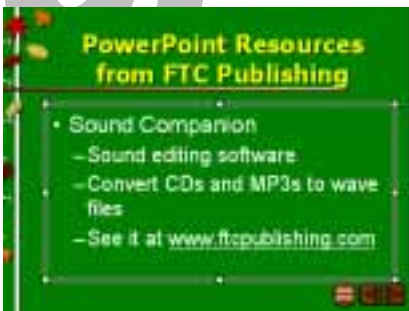 PowerPoint Resources
from FTC Publishing
• Sound Companion
–Sound editing software
–Convert CDs and MP3s to wave
files
–See it at www.ftcpublishing.com